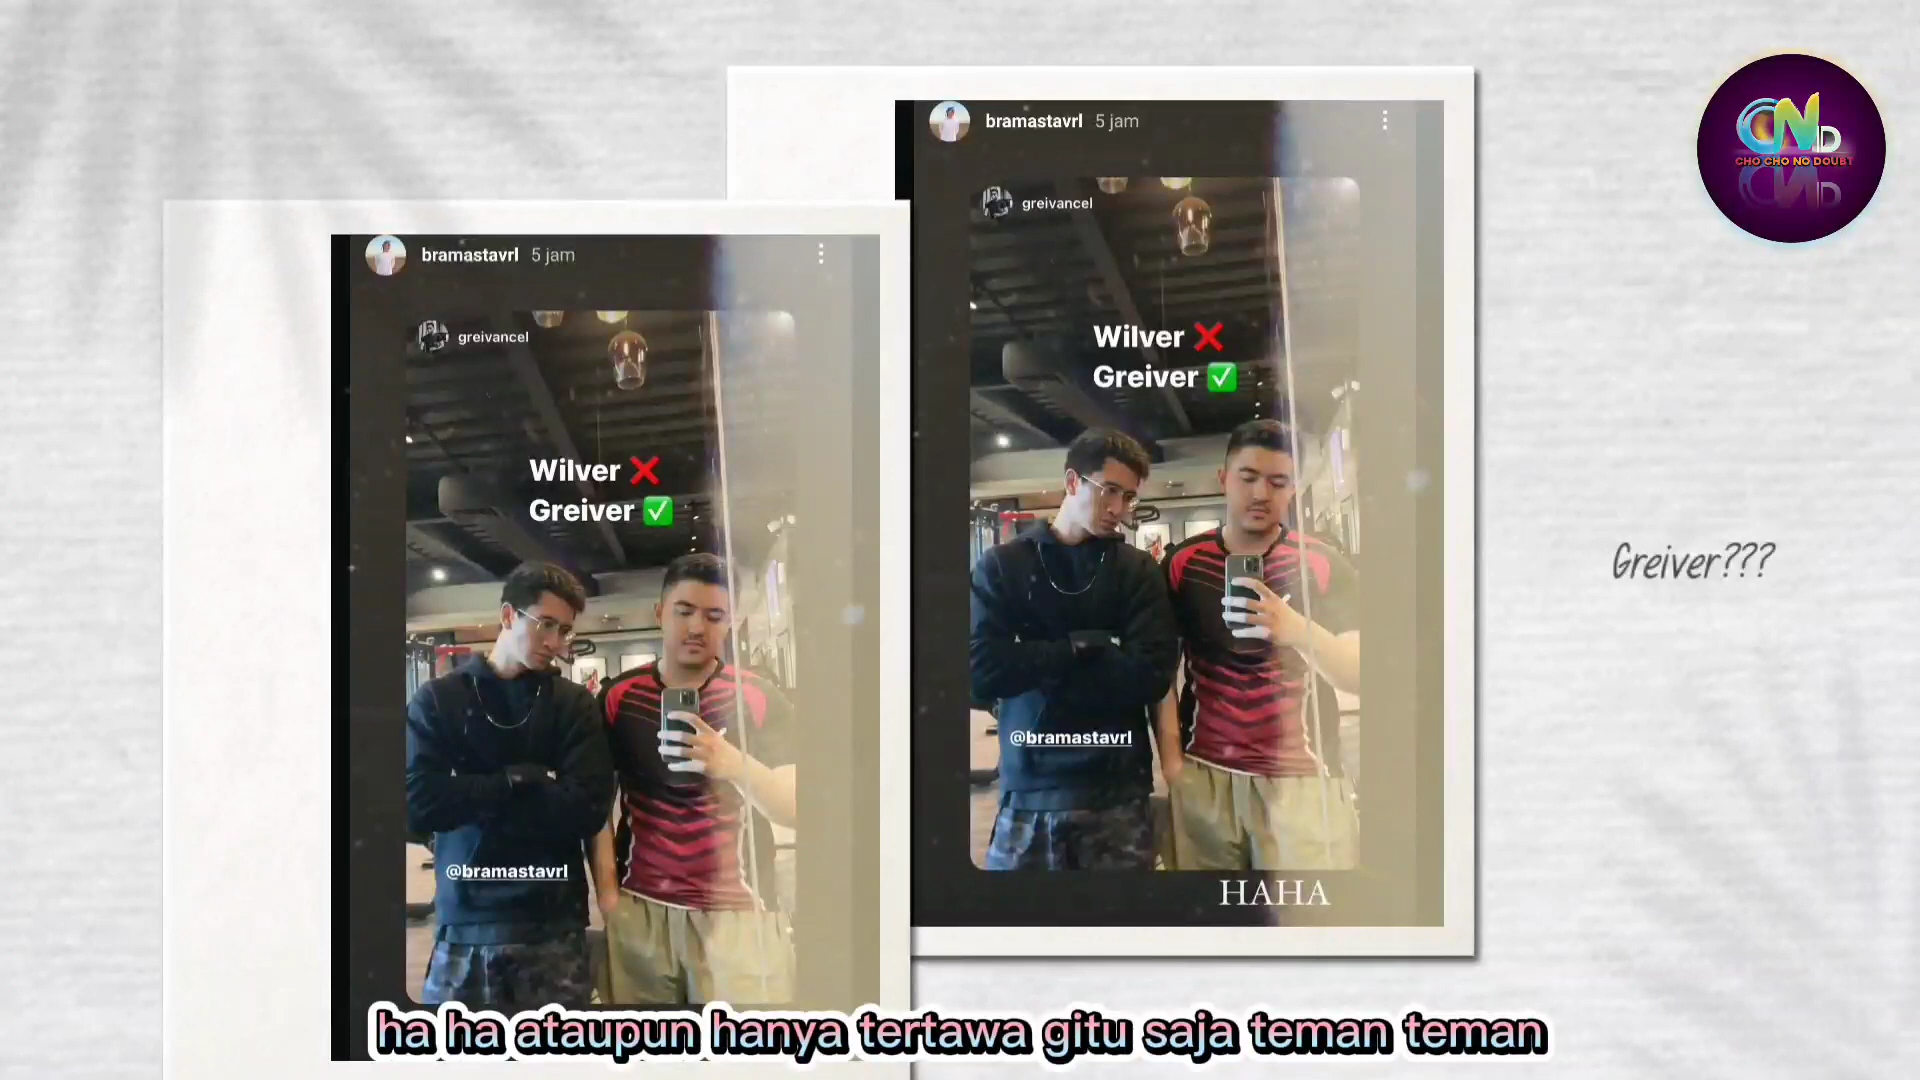 bramastavrl 5 jam
greivancel
Wilver ❌
Greiver ✅
@bramastavrl
bramastavrl 5 jam
greivancel
Wilver ❌
Greiver ✅
@bramastavrl
HAHA
CND
CHO CHO NO DOUBT
Greiver???
ha ha ataupun hanya tertawa gitu saja teman teman